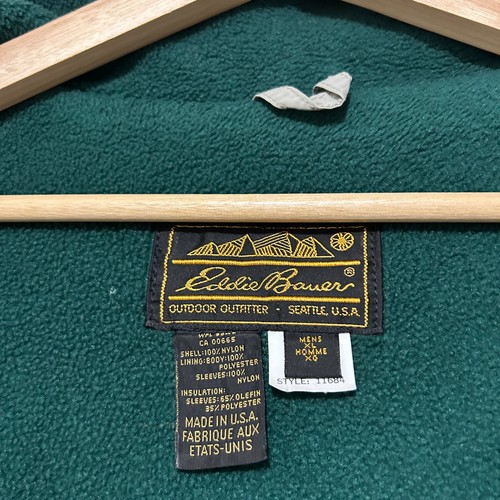 Eddie Bauer ®
OUTDOOR OUTFITTER - SEATTLE, U.S.A.
CA 00665
SHELL:100% NYLON
LINING:BODY:100%
POLYESTER
SLEEVES:100%
NYLON
INSULATION:
SLEEVES:65% OLEFIN
35% POLYESTER
MADE IN U.S.A.
FABRIQUE AUX
ETATS-UNIS
MENS
XL
HOMME
XG
STYLE: 11684